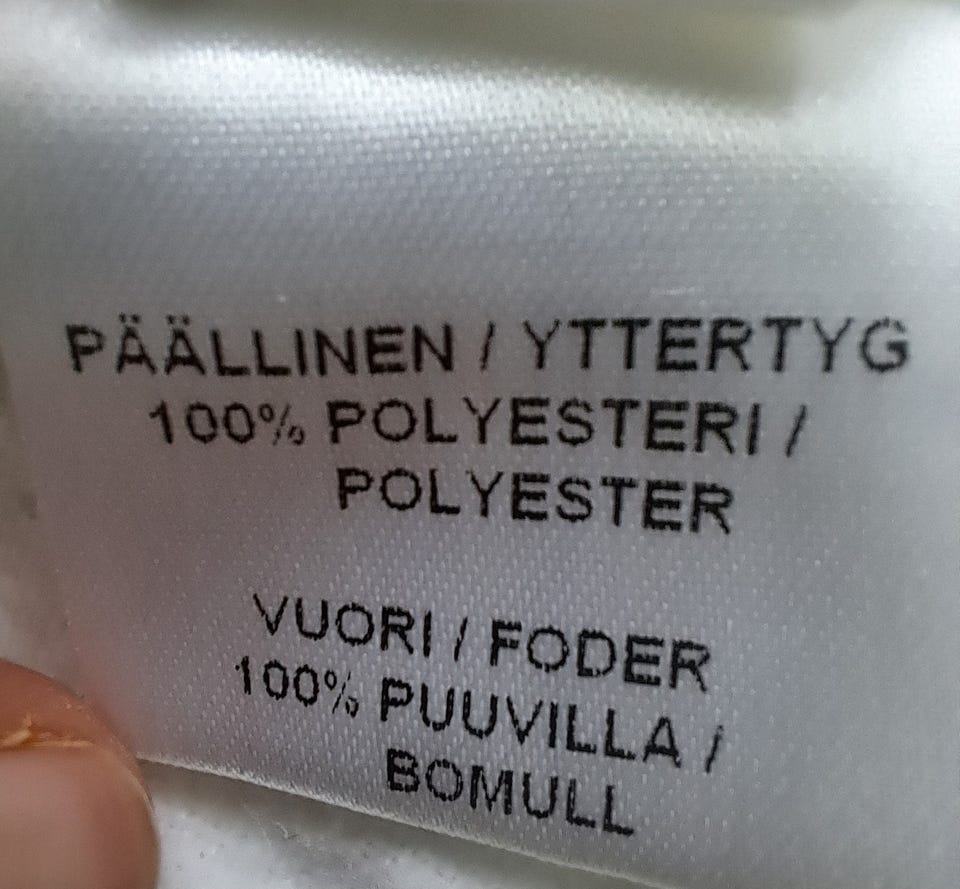 PÄÄLLINEN / YTTERTYG
100% POLYESTERI /
POLYESTER
VUORI / FODER
100% PUUVILLA /
BOMULL